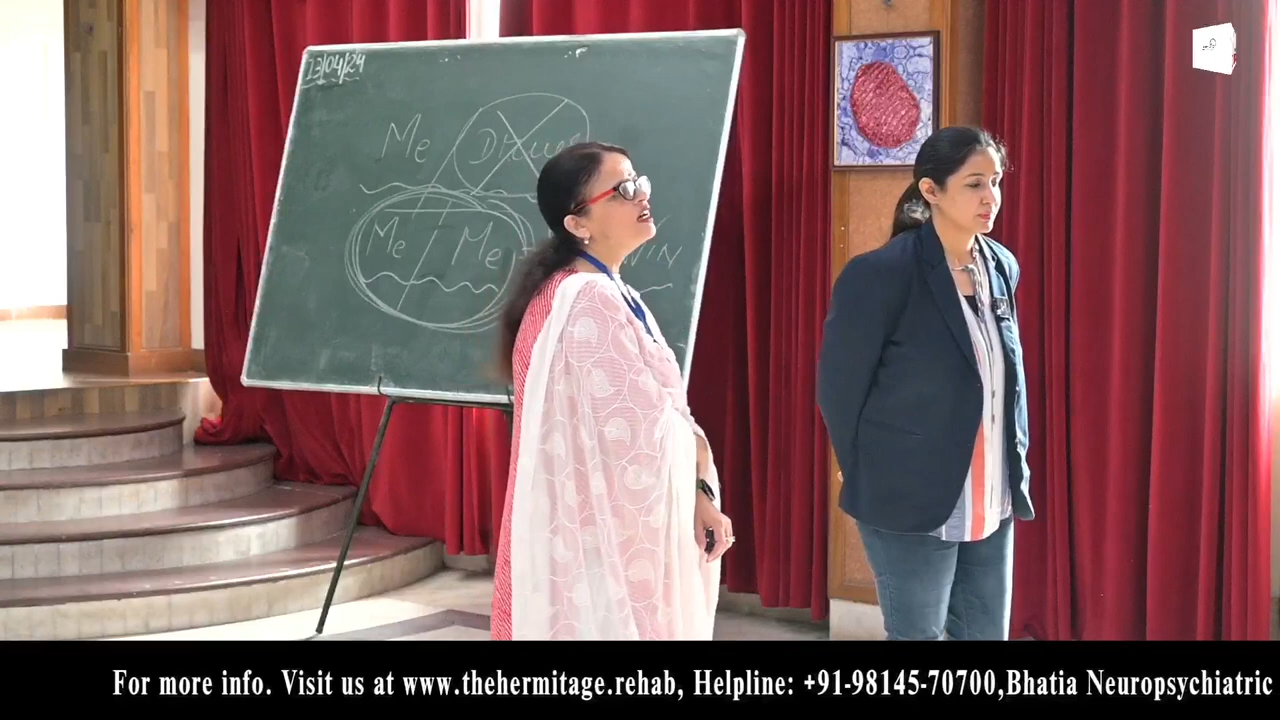 13/04/24
Me
Me / Me
For more info. Visit us at www.thehermitage.rehab, Helpline: +91-98145-70700,Bhatia Neuropsychiatric